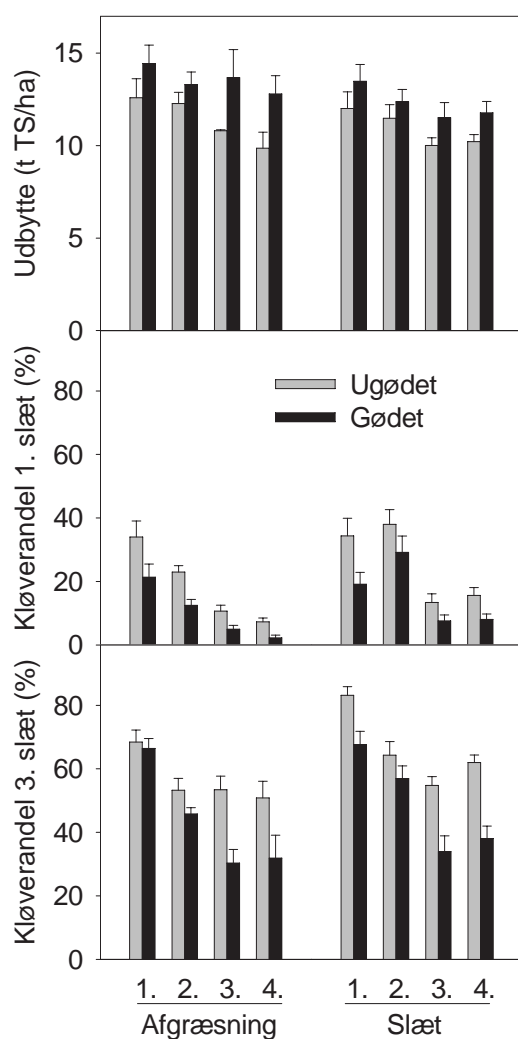 Udbytte (t TS/ha)
15
10
5
0
Kløverandel 1. slæt (%)
80
60
40
20
0
Ugødet
Gødet
Kløverandel 3. slæt (%)
80
60
40
20
0
1. 2. 3. 4. 1. 2. 3. 4.
Afgræsning Slæt